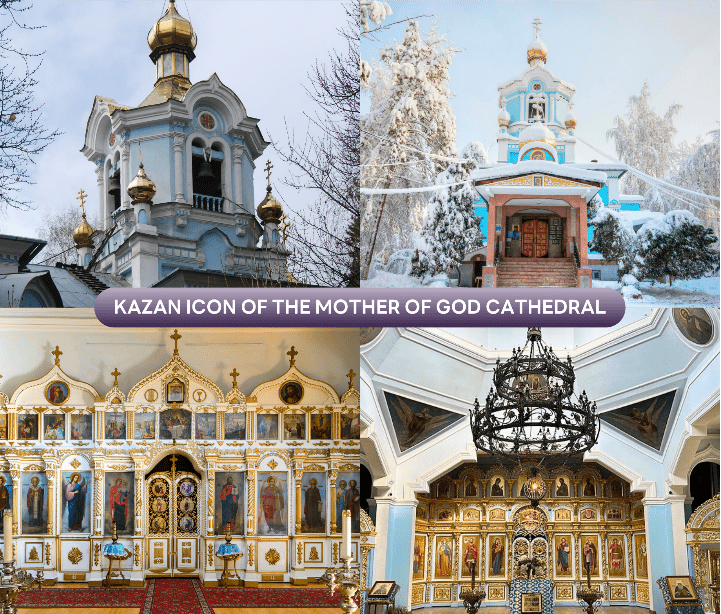 KAZAN ICON OF THE MOTHER OF GOD CATHEDRAL